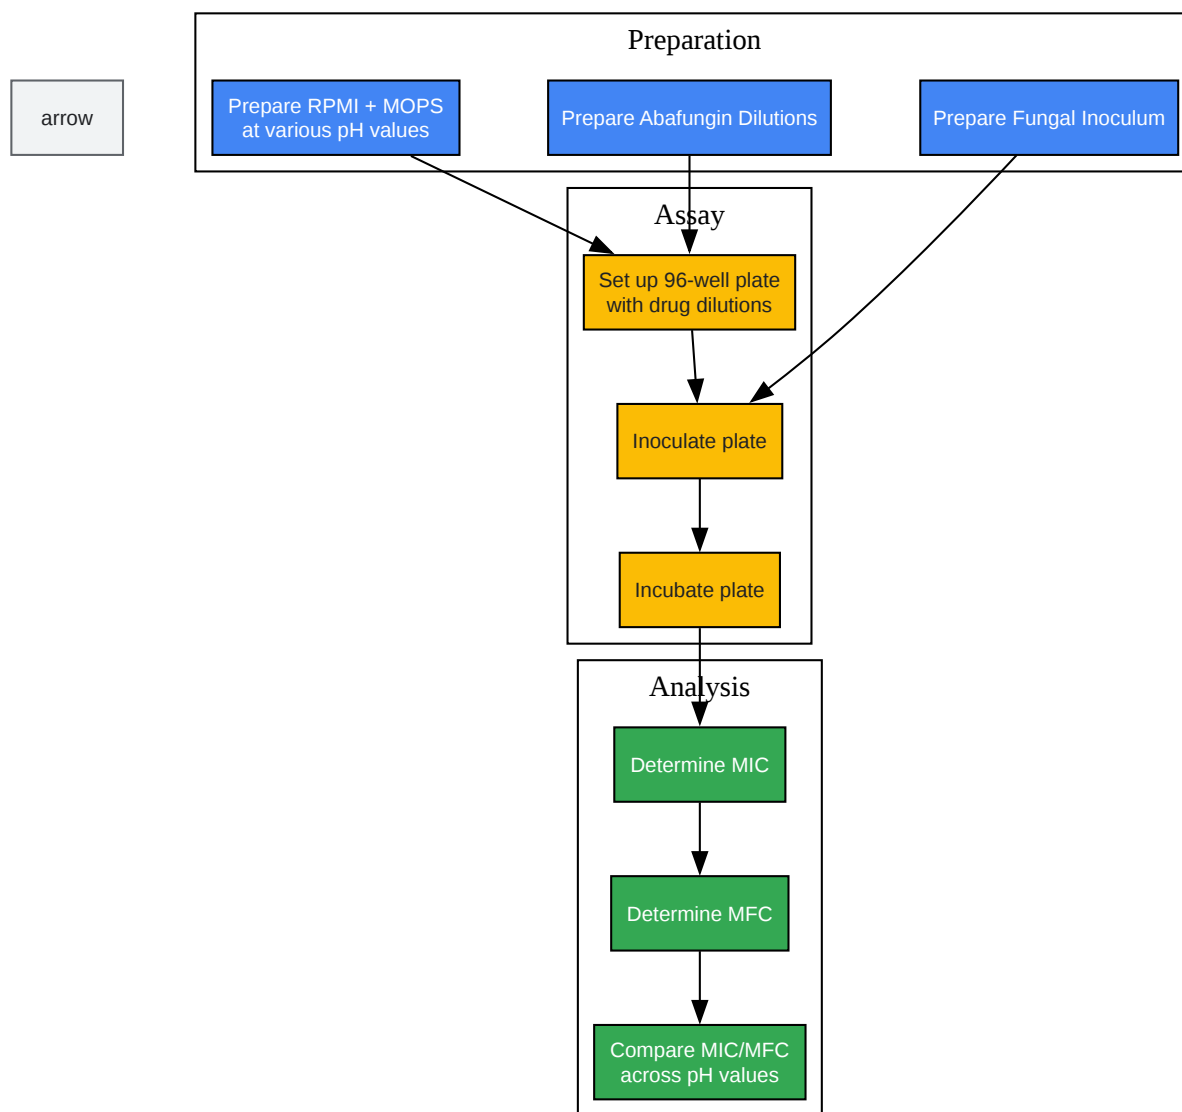 Preparation
arrow
Prepare RPMI + MOPS
at various pH values
Prepare Abafungin Dilutions
Prepare Fungal Inoculum
Assay
Set up 96-well plate
with drug dilutions
Inoculate plate
Incubate plate
Analysis
Determine MIC
Determine MFC
Compare MIC/MFC
across pH values